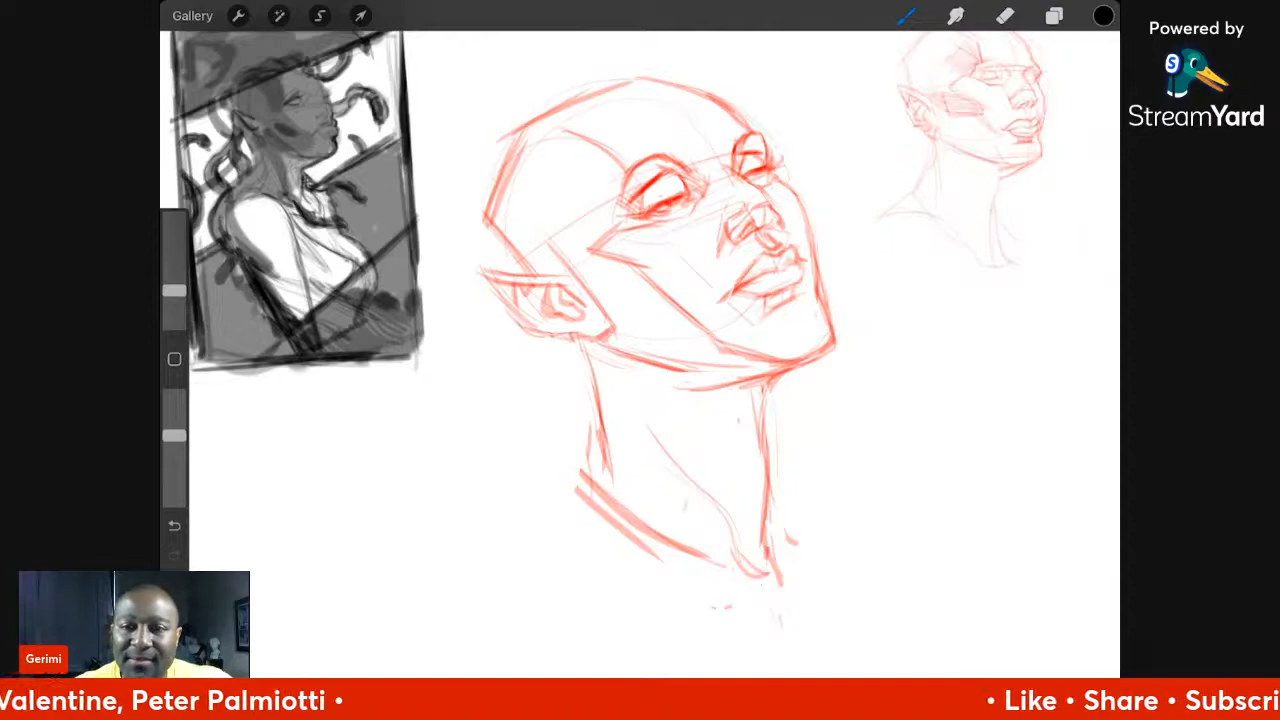 Gallery
Powered by
S
StreamYard
Gerimi
Valentine, Peter Palmiotti • • Like • Share • Subscri